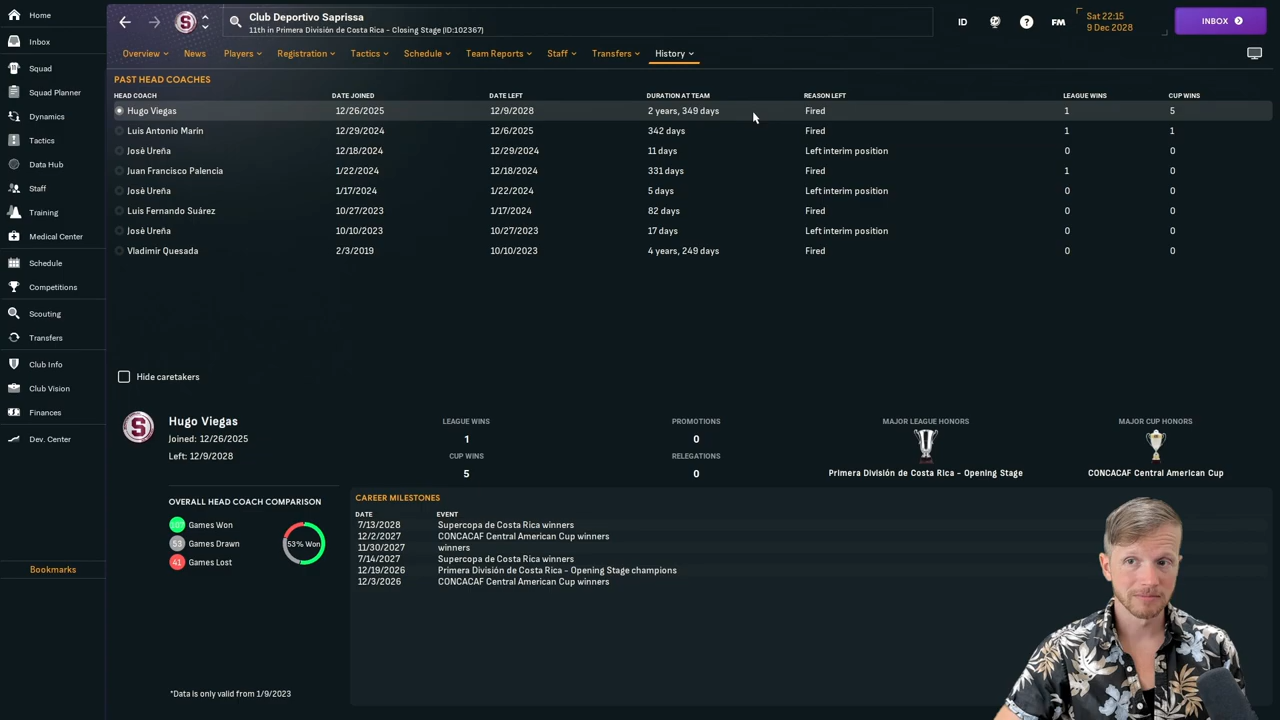 Home
Inbox
Squad
Squad Planner
Dynamics
Tactics
Data Hub
Staff
Training
Medical Center
Schedule
Competitions
Scouting
Transfers
Club Info
Club Vision
Finances
Dev. Center
Bookmarks
S
Club Deportivo Saprissa
11th in Primera División de Costa Rica - Closing Stage (ID:102367)
ID
?
FM
Sat 22:15
9 Dec 2028
INBOX
Overview News Players Registration Tactics Schedule Team Reports Staff Transfers History
PAST HEAD COACHES
HEAD COACH DATE JOINED DATE LEFT DURATION AT TEAM REASON LEFT LEAGUE WINS CUP WINS
Hugo Viegas 12/26/2025 12/9/2028 2 years, 349 days Fired 1 5
Luis Antonio Marín 12/29/2024 12/6/2025 342 days Fired 1 1
Josè Ureña 12/18/2024 12/29/2024 11 days Left interim position 0 0
Juan Francisco Palencia 1/22/2024 12/18/2024 331 days Fired 1 0
Josè Ureña 1/17/2024 1/22/2024 5 days Left interim position 0 0
Luis Fernando Suárez 10/27/2023 1/17/2024 82 days Fired 0 0
Josè Ureña 10/10/2023 10/27/2023 17 days Left interim position 0 0
Vladimir Quesada 2/3/2019 10/10/2023 4 years, 249 days Fired 0 0
Hide caretakers
S
Hugo Viegas
Joined: 12/26/2025
Left: 12/9/2028
LEAGUE WINS
1
CUP WINS
5
PROMOTIONS
0
RELEGATIONS
0
MAJOR LEAGUE HONORS
Primera División de Costa Rica - Opening Stage
MAJOR CUP HONORS
CONCACAF Central American Cup
OVERALL HEAD COACH COMPARISON
Games Won
53 Games Drawn
41 Games Lost
53% Won
*Data is only valid from 1/9/2023
CAREER MILESTONES
DATE EVENT
7/13/2028 Supercopa de Costa Rica winners
12/2/2027 CONCACAF Central American Cup winners
11/30/2027 winners
7/14/2027 Supercopa de Costa Rica winners
12/19/2026 Primera División de Costa Rica - Opening Stage champions
12/3/2026 CONCACAF Central American Cup winners